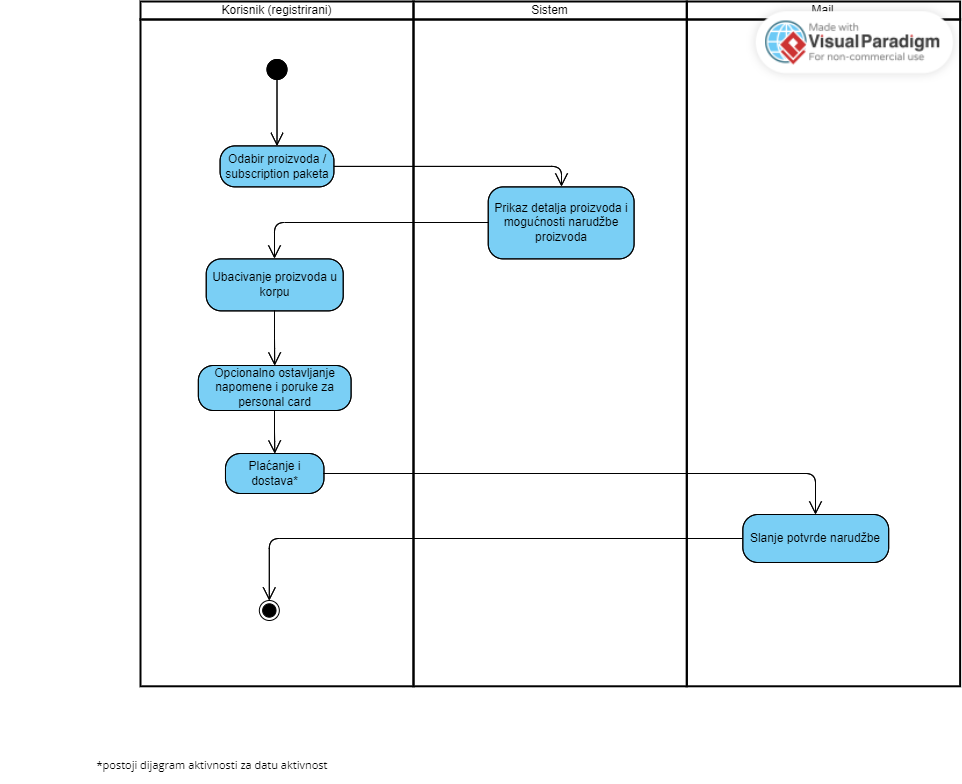 Korisnik (registrirani)
Sistem
Mail
Made with
VisualParadigm
For non-commercial use
Odabir proizvoda /
subscription paketa
Prikaz detalja proizvoda i
mogućnosti narudžbe
proizvoda
Ubacivanje proizvoda u
korpu
Opcionalno ostavljanje
napomene i poruke za
personal card
Plaćanje i
dostava*
Slanje potvrde narudžbe
*postoji dijagram aktivnosti za datu aktivnost